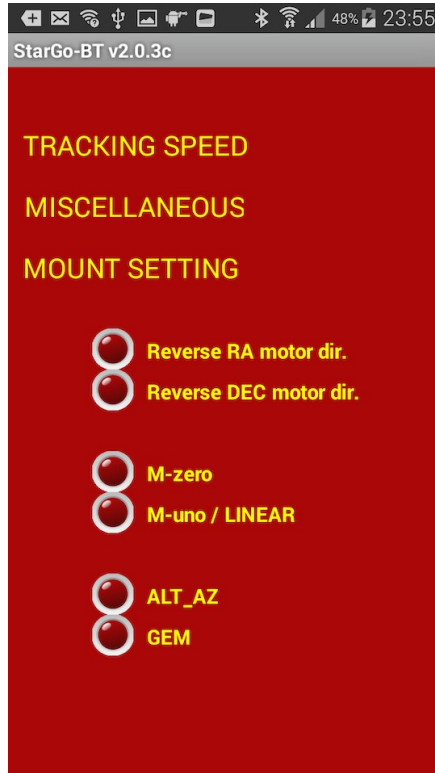 48% 23:55
StarGo-BT v2.0.3c
TRACKING SPEED
MISCELLANEOUS
MOUNT SETTING
Reverse RA motor dir.
Reverse DEC motor dir.
M-zero
M-uno / LINEAR
ALT_AZ
GEM